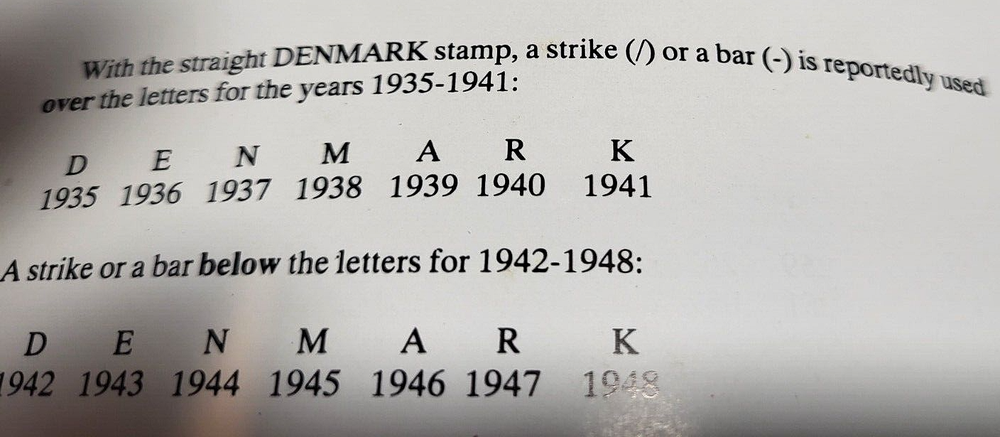 With the straight DENMARK stamp, a strike (/) or a bar (-) is reportedly used
over the letters for the years 1935-1941:
D E N M A R K
1935 1936 1937 1938 1939 1940 1941
A strike or a bar below the letters for 1942-1948:
D E N M A R K
1942 1943 1944 1945 1946 1947 1948